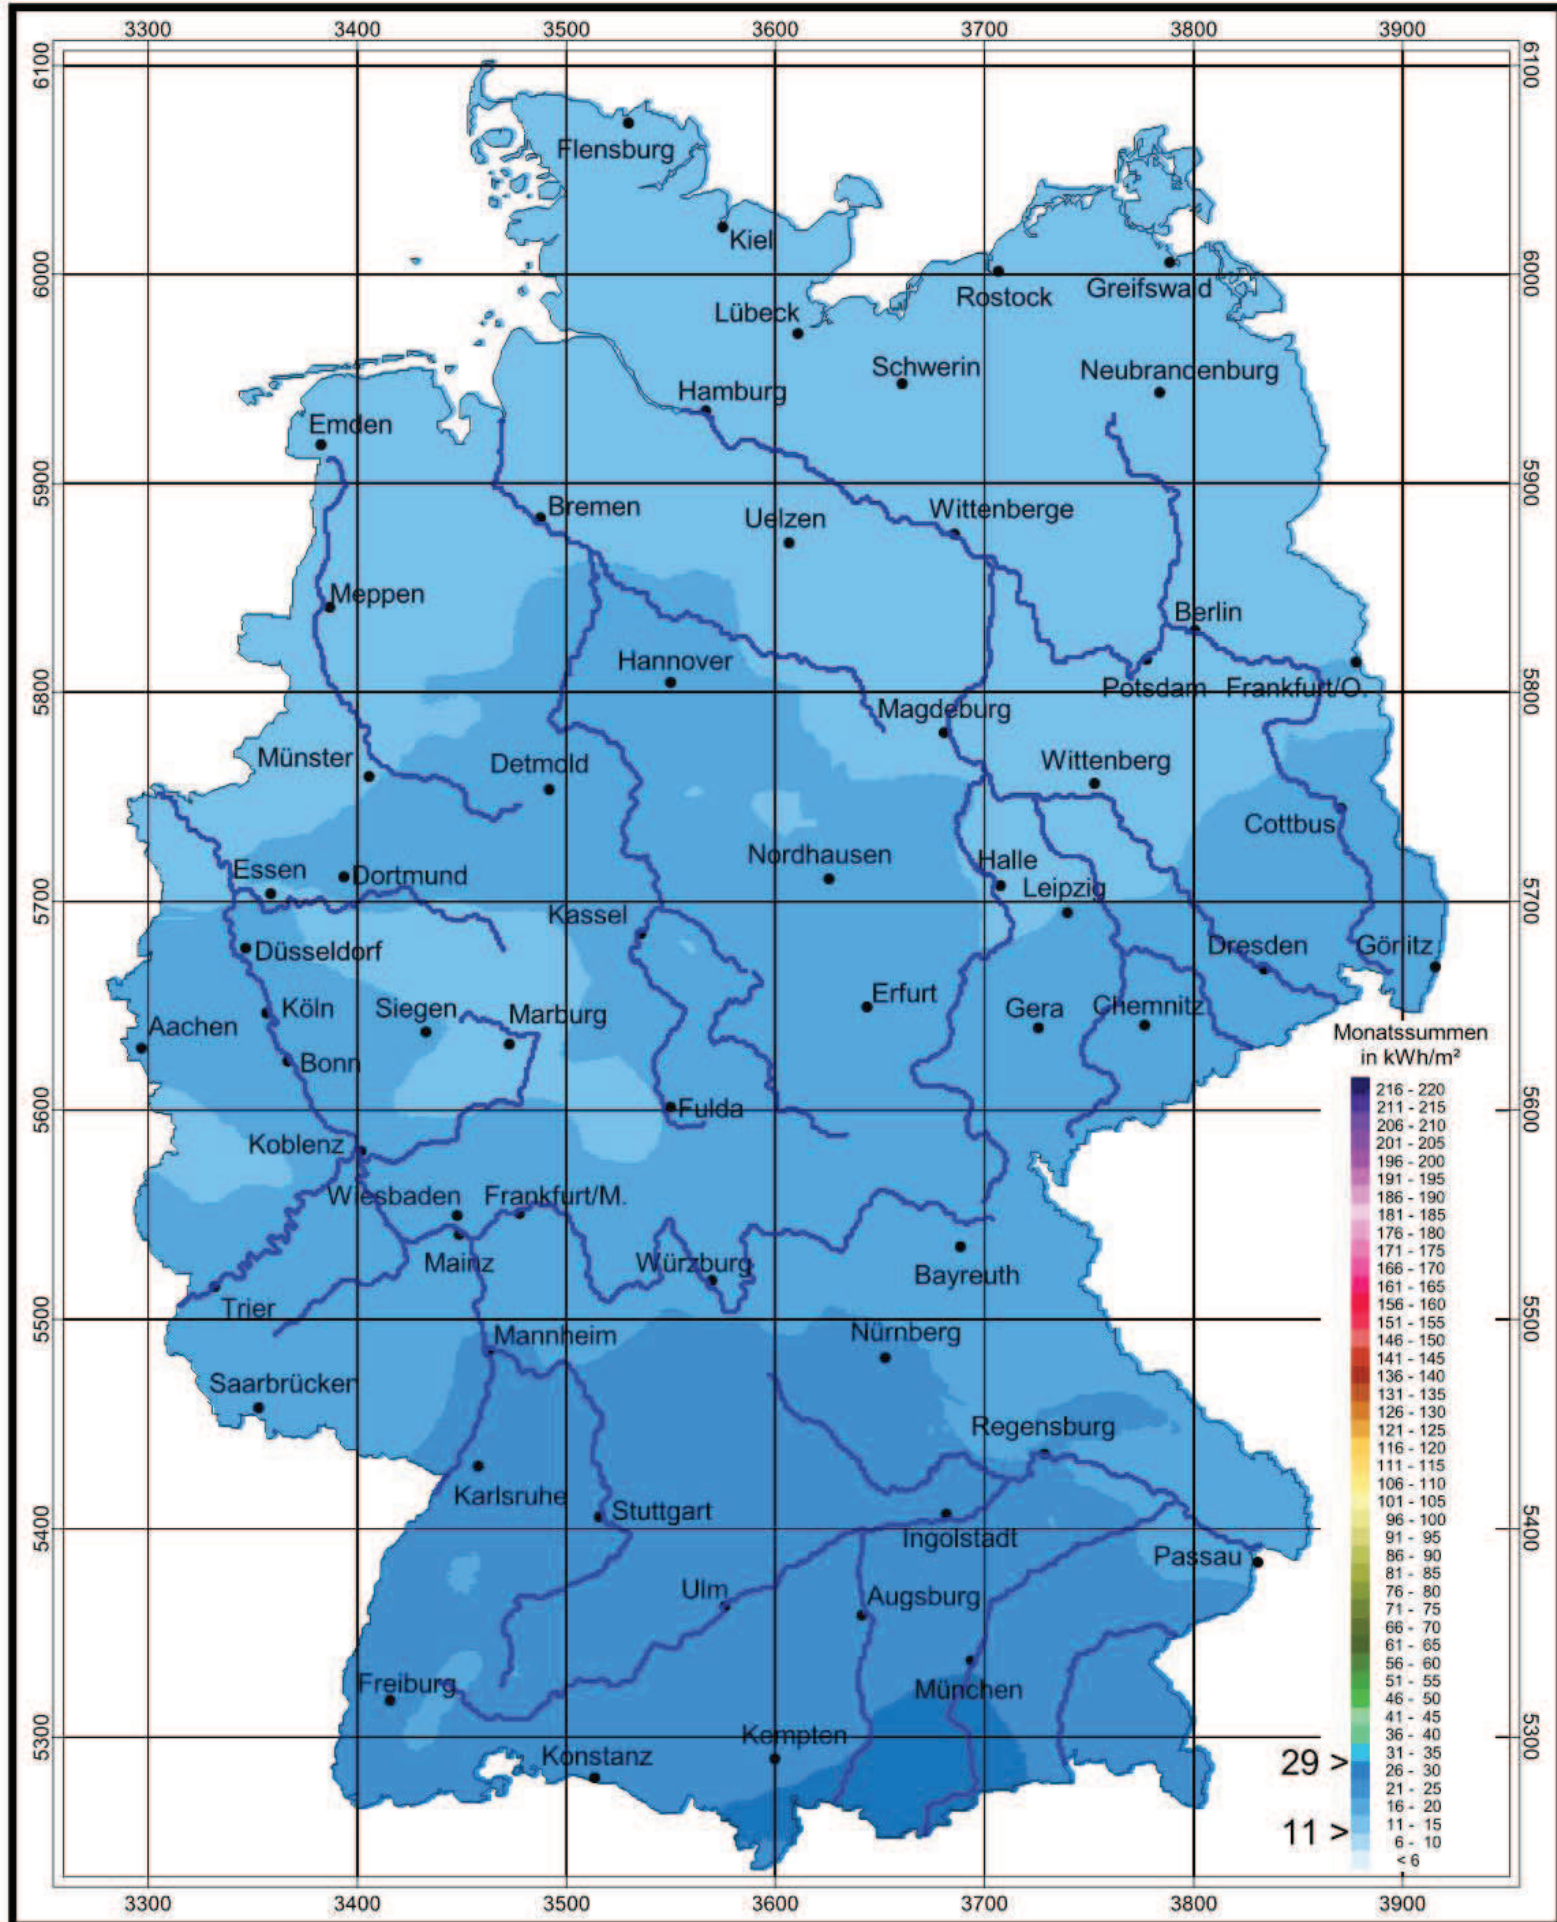 3300 3400 3500 3600 3700 3800 3900
6100 6100
Flensburg
Kiel
6000 6000
Rostock
Greifswald
Lübeck
Schwerin
Neubrandenburg
Hamburg
Emden
5900 5900
Bremen
Uelzen
Wittenberge
Meppen
Berlin
Hannover
5800 5800
Potsdam
Frankfurt/O.
Magdeburg
Münster
Detmold
Wittenberg
Cottbus
Nordhausen
Halle
Essen
Dortmund
Leipzig
5700 5700
Kassel
Düsseldorf
Dresden
Görlitz
Erfurt
Köln
Siegen
Marburg
Gera
Chemnitz
Aachen
Bonn
Monatssummen
in kWh/m²
5600 5600
Fulda
Koblenz
Wiesbaden
Frankfurt/M.
Mainz
Würzburg
Bayreuth
Trier
5500 5500
Mannheim
Nürnberg
Saarbrücken
Regensburg
Karlsruhe
Stuttgart
5400 5400
Ingolstadt
Passau
Ulm
Augsburg
Freiburg
München
5300 5300
Kempten
Konstanz
216 - 220
211 - 215
206 - 210
201 - 205
196 - 200
191 - 195
186 - 190
181 - 185
176 - 180
171 - 175
166 - 170
161 - 165
156 - 160
151 - 155
146 - 150
141 - 145
136 - 140
131 - 135
126 - 130
121 - 125
116 - 120
111 - 115
106 - 110
101 - 105
96 - 100
91 - 95
86 - 90
81 - 85
76 - 80
71 - 75
66 - 70
61 - 65
56 - 60
51 - 55
46 - 50
41 - 45
36 - 40
31 - 35
29 >
26 - 30
21 - 25
16 - 20
11 - 15
11 >
6 - 10
< 6
3300 3400 3500 3600 3700 3800 3900